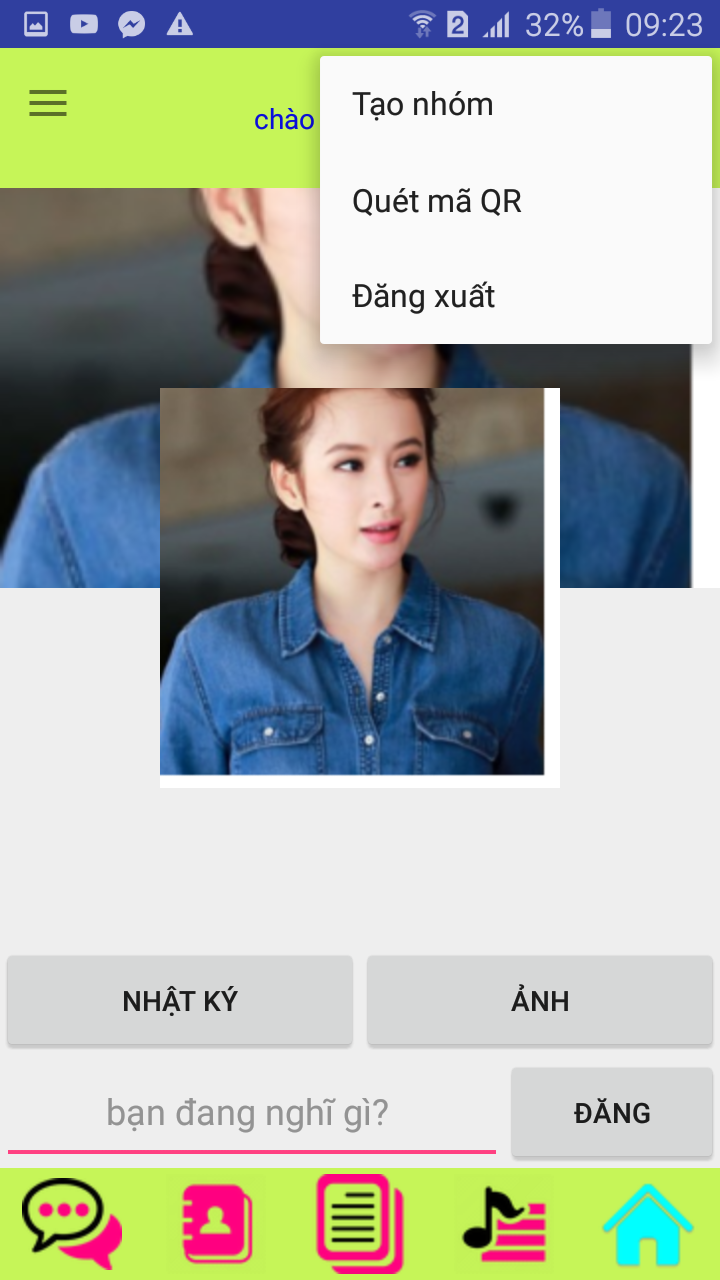 2 32% 09:23
chào
Tạo nhóm
Quét mã QR
Đăng xuất
NHẬT KÝ
ẢNH
bạn đang nghĩ gì?
ĐĂNG